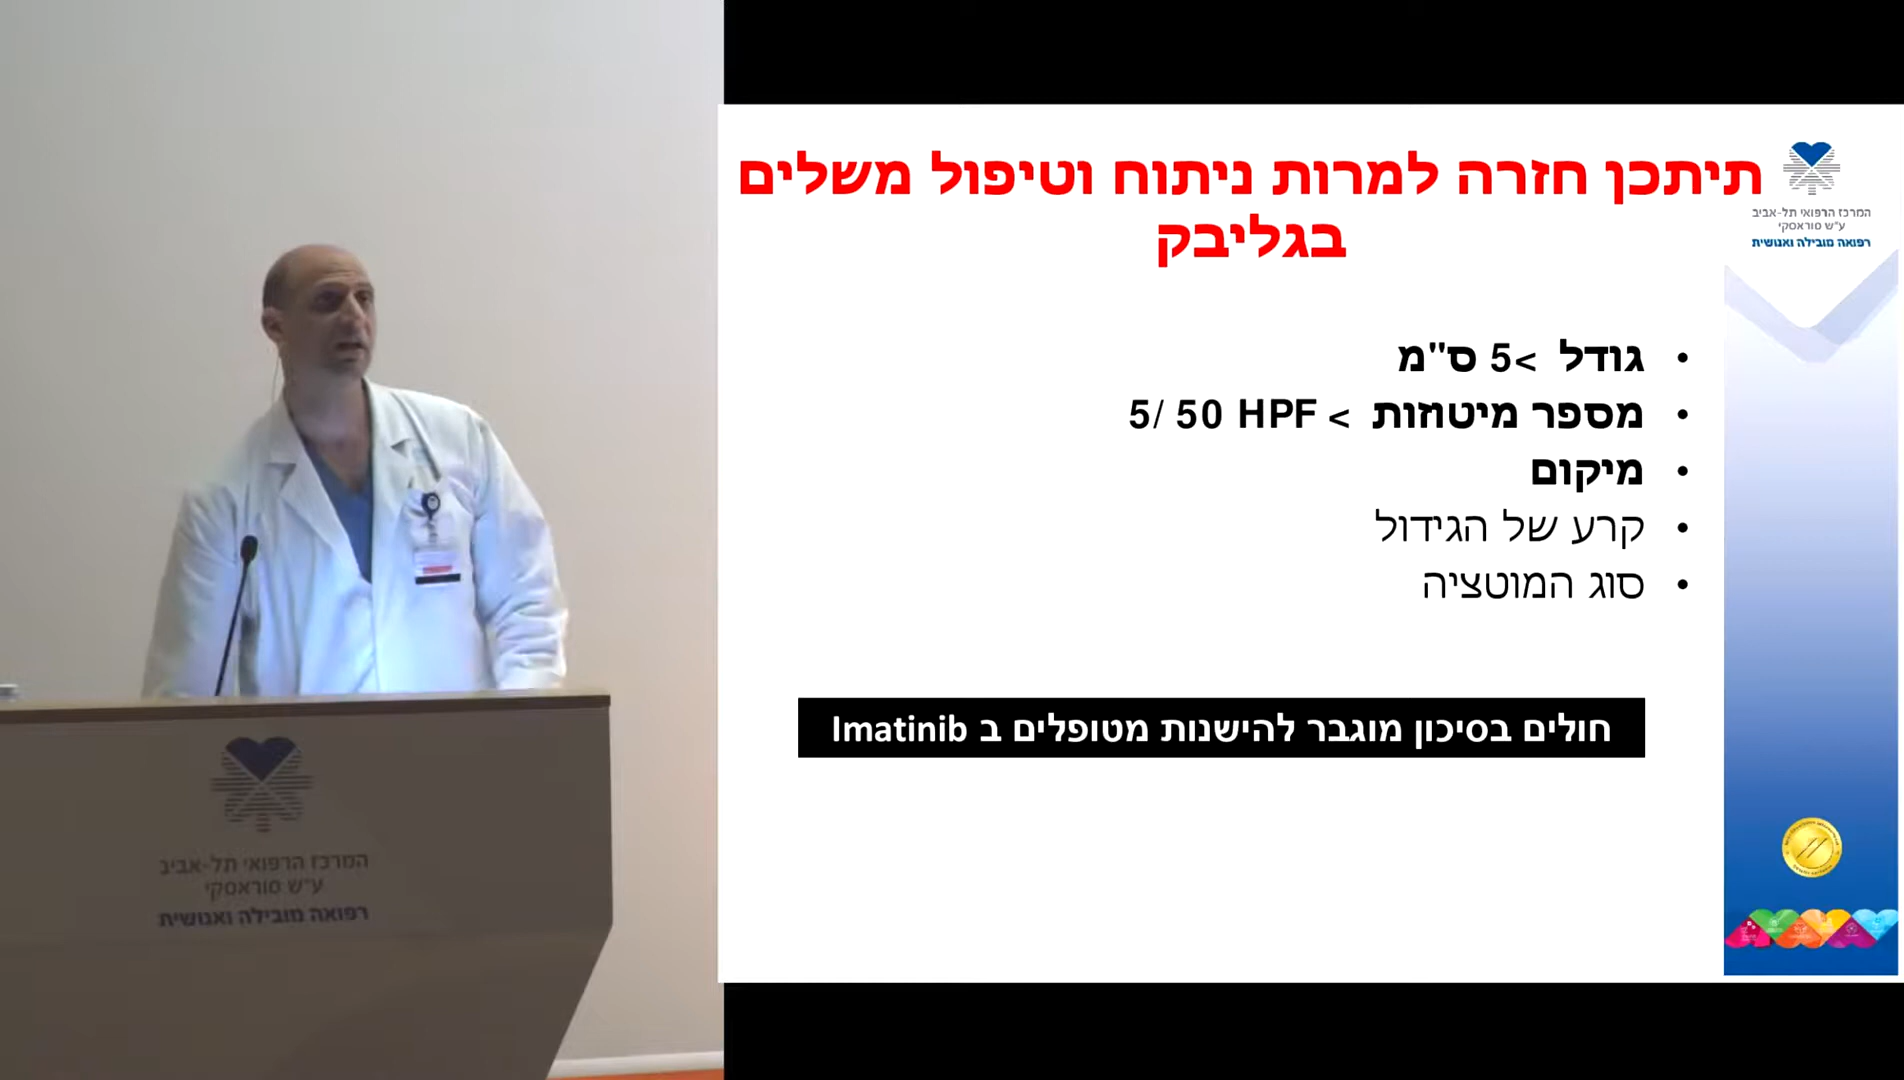 תיתכן חזרה למרות ניתוח וטיפול משלים
בגליבק
המרכז הרפואי תל-אביב
ע"ש סוראסקי
רפואה מובילה ואנושית
• גודל >5 ס"מ
• מספר מיטוזות > 5/ 50 HPF
• מיקום
• קרע של הגידול
• סוג המוטציה
חולים בסיכון מוגבר להישנות מטופלים ב Imatinib
המרכז הרפואי תל-אביב
ע"ש סוראסקי
רפואה מובילה ואנושית